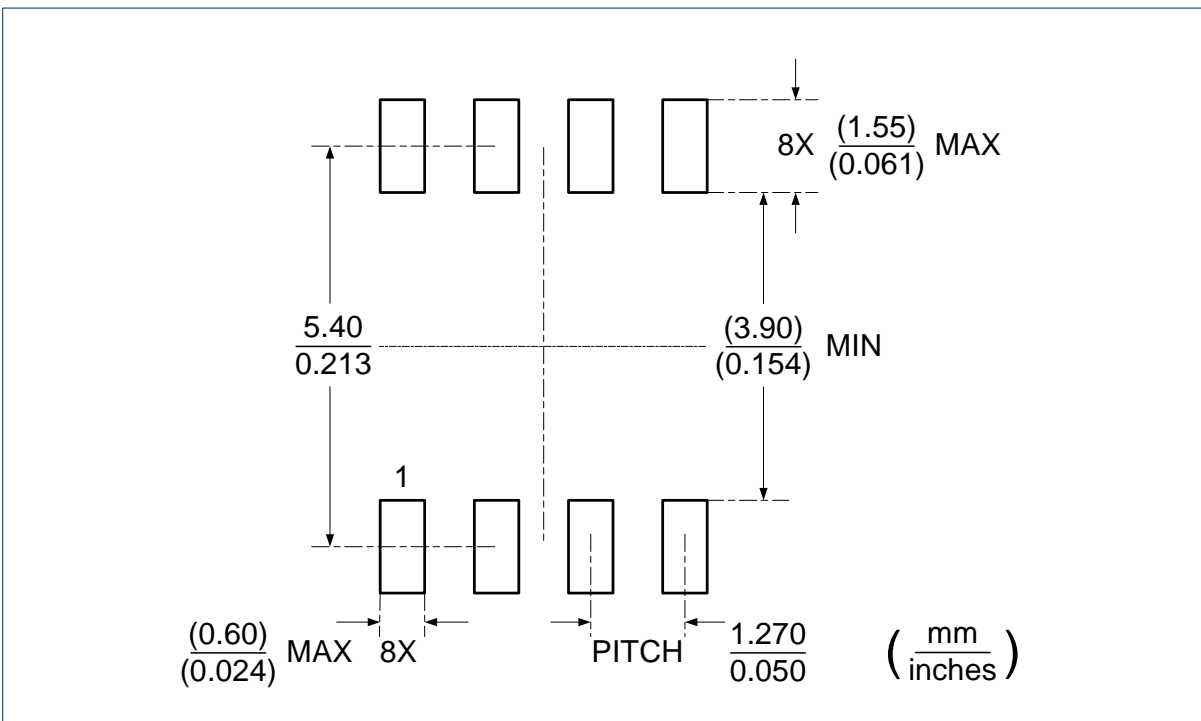 8X (1.55) MAX
(0.061)
5.40
0.213
(3.90) MIN
(0.154)
1
(0.60) MAX 8X
(0.024)
PITCH 1.270
0.050
(mm
inches)